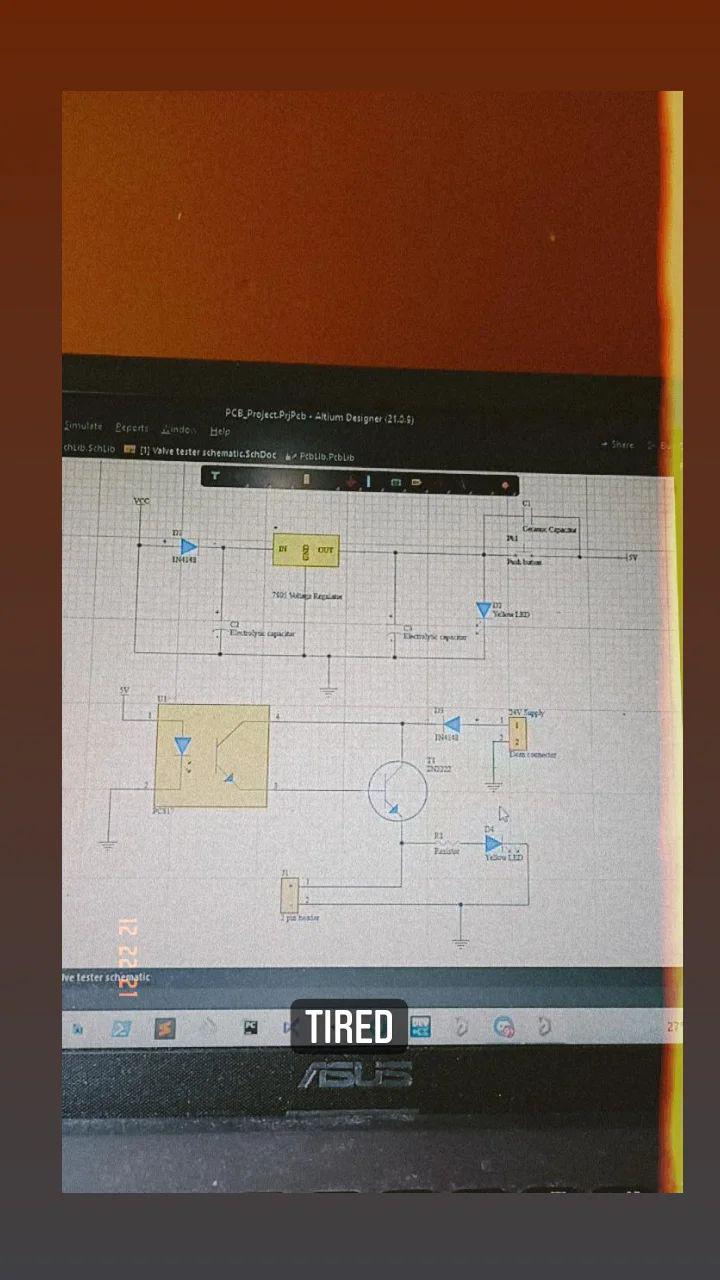 PCB_Project.PrjPcb - Altium Designer (21.0.9)
Simulate Reports Window Help
Share
chLib.SchLib [1] Valve tester schematic.SchDoc PcbLib.PcbLib
VCC
C1
Ceramic Capacitor
D1
1N4148
IN GND OUT
Push button
5V
7805 Voltage Regulator
D2
Yellow LED
C2
Electrolytic capacitor
C3
Electrolytic capacitor
5V
U1
1
4
2
3
PC817
D3
1N4148
24V Supply
1
1
2
2
T1
2N2222
R1
Resistor
D4
Yellow LED
1
2
2 pin header
12 22 21
lve tester schematic
TIRED
DEV
27°
ASUS